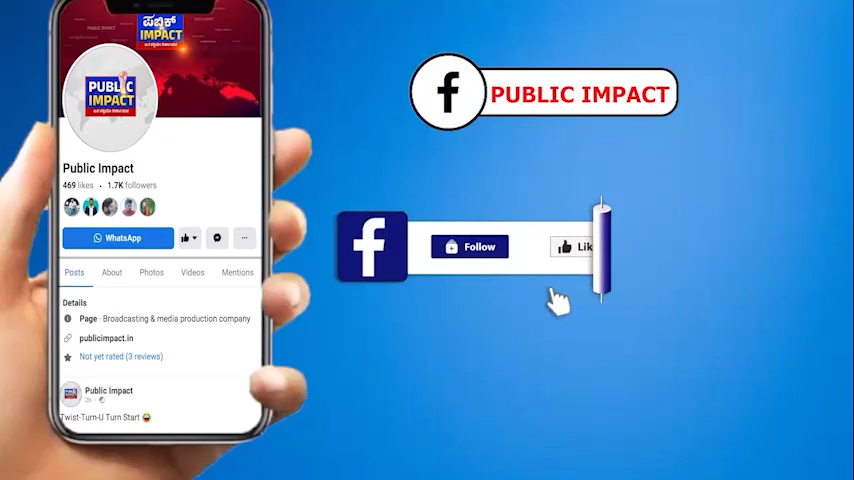 ಪಬ್ಲಿಕ್
IMPACT
PUBLIC
IMPACT
Public Impact
469 likes • 1.7K followers
WhatsApp
Posts About Photos Videos Mentions
Details
Page · Broadcasting & media production company
publicimpact.in
Not yet rated (3 reviews)
Public Impact
2h
Twist-Turn-U Turn Start 😂
f PUBLIC IMPACT
f Follow Lik